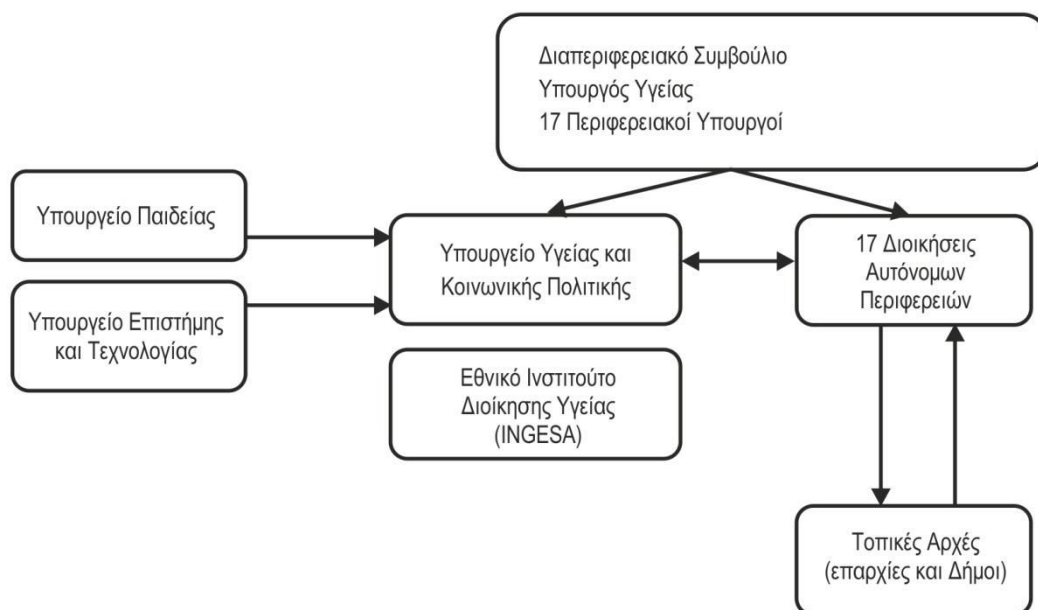 Διαπεριφερειακό Συμβούλιο
Υπουργός Υγείας
17 Περιφερειακοί Υπουργοί
Υπουργείο Παιδείας
Υπουργείο Επιστήμης
και Τεχνολογίας
Υπουργείο Υγείας και
Κοινωνικής Πολιτικής
17 Διοικήσεις
Αυτόνομων
Περιφερειών
Εθνικό Ινστιτούτο
Διοίκησης Υγείας
(INGESA)
Τοπικές Αρχές
(επαρχίες και Δήμοι)